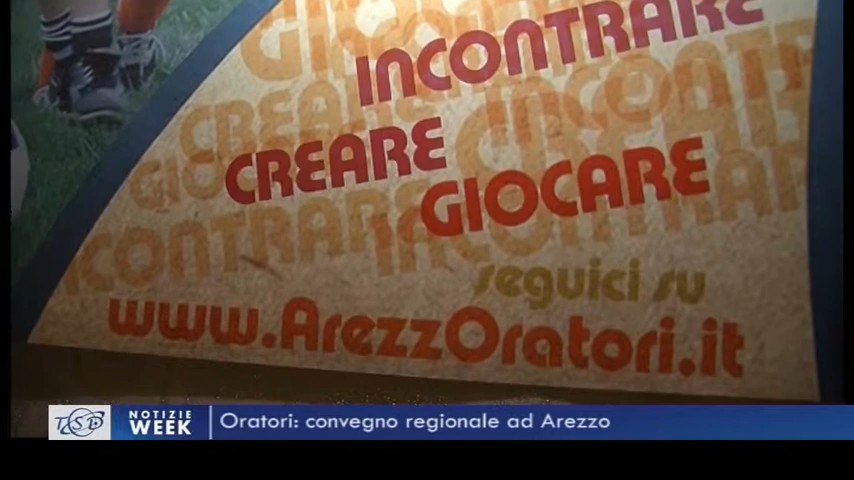 INCONTRARE
CREARE
GIOCARE
seguici su
www.ArezzOratori.it
TSD NOTIZIE WEEK Oratori: convegno regionale ad Arezzo